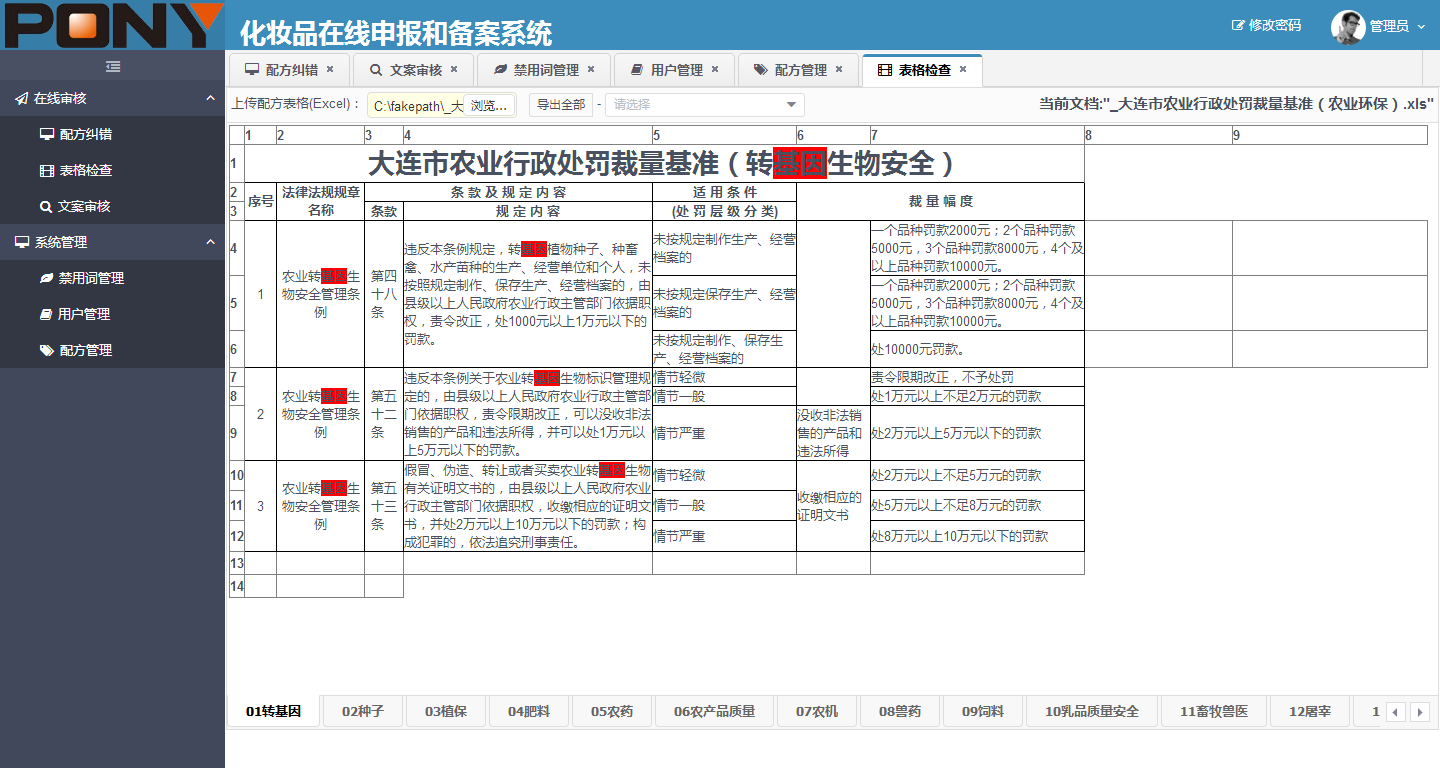 PONY
化妆品在线申报和备案系统
修改密码
管理员
在线审核
配方纠错
表格检查
文案审核
系统管理
禁用词管理
用户管理
配方管理
配方纠错 ×
文案审核 ×
禁用词管理 ×
用户管理 ×
配方管理 ×
表格检查 ×
上传配方表格(Excel)：
C:\fakepath\_大
浏览...
导出全部
-
请选择
当前文档:"_大连市农业行政处罚裁量基准（农业环保）.xls"
1 2 3 4 5 6 7 8 9
1
大连市农业行政处罚裁量基准（转基因生物安全）
2
3
序号
法律法规规章
名称
条 款 及 规 定 内 容
条款
规 定 内 容
适 用 条 件
(处 罚 层 级 分 类)
裁 量 幅 度
4
5
6
1
农业转基因生
物安全管理条
例
第四
十八
条
违反本条例规定，转基因植物种子、种畜
禽、水产苗种的生产、经营单位和个人，未
按照规定制作、保存生产、经营档案的，由
县级以上人民政府农业行政主管部门依据职
权，责令改正，处1000元以上1万元以下的
罚款。
未按规定制作生产、经营
档案的
一个品种罚款2000元；2个品种罚款
5000元，3个品种罚款8000元，4个及
以上品种罚款10000元。
未按规定保存生产、经营
档案的
一个品种罚款2000元；2个品种罚款
5000元，3个品种罚款8000元，4个及
以上品种罚款10000元。
未按规定制作、保存生
产、经营档案的
处10000元罚款。
7
8
9
2
农业转基因生
物安全管理条
例
第五
十二
条
违反本条例关于农业转基因生物标识管理规
定的，由县级以上人民政府农业行政主管部
门依据职权，责令限期改正，可以没收非法
销售的产品和违法所得，并可以处1万元以
上5万元以下的罚款。
情节轻微
责令限期改正，不予处罚
情节一般
处1万元以上不足2万元的罚款
情节严重
没收非法销
售的产品和
违法所得
处2万元以上5万元以下的罚款
10
11
12
3
农业转基因生
物安全管理条
例
第五
十三
条
假冒、伪造、转让或者买卖农业转基因生物
有关证明文书的，由县级以上人民政府农业
行政主管部门依据职权，收缴相应的证明文
书，并处2万元以上10万元以下的罚款；构
成犯罪的，依法追究刑事责任。
情节轻微
收缴相应的
证明文书
处2万元以上不足5万元的罚款
情节一般
处5万元以上不足8万元的罚款
情节严重
处8万元以上10万元以下的罚款
13
14
01转基因
02种子
03植保
04肥料
05农药
06农产品质量
07农机
08兽药
09饲料
10乳品质量安全
11畜牧兽医
12屠宰
1